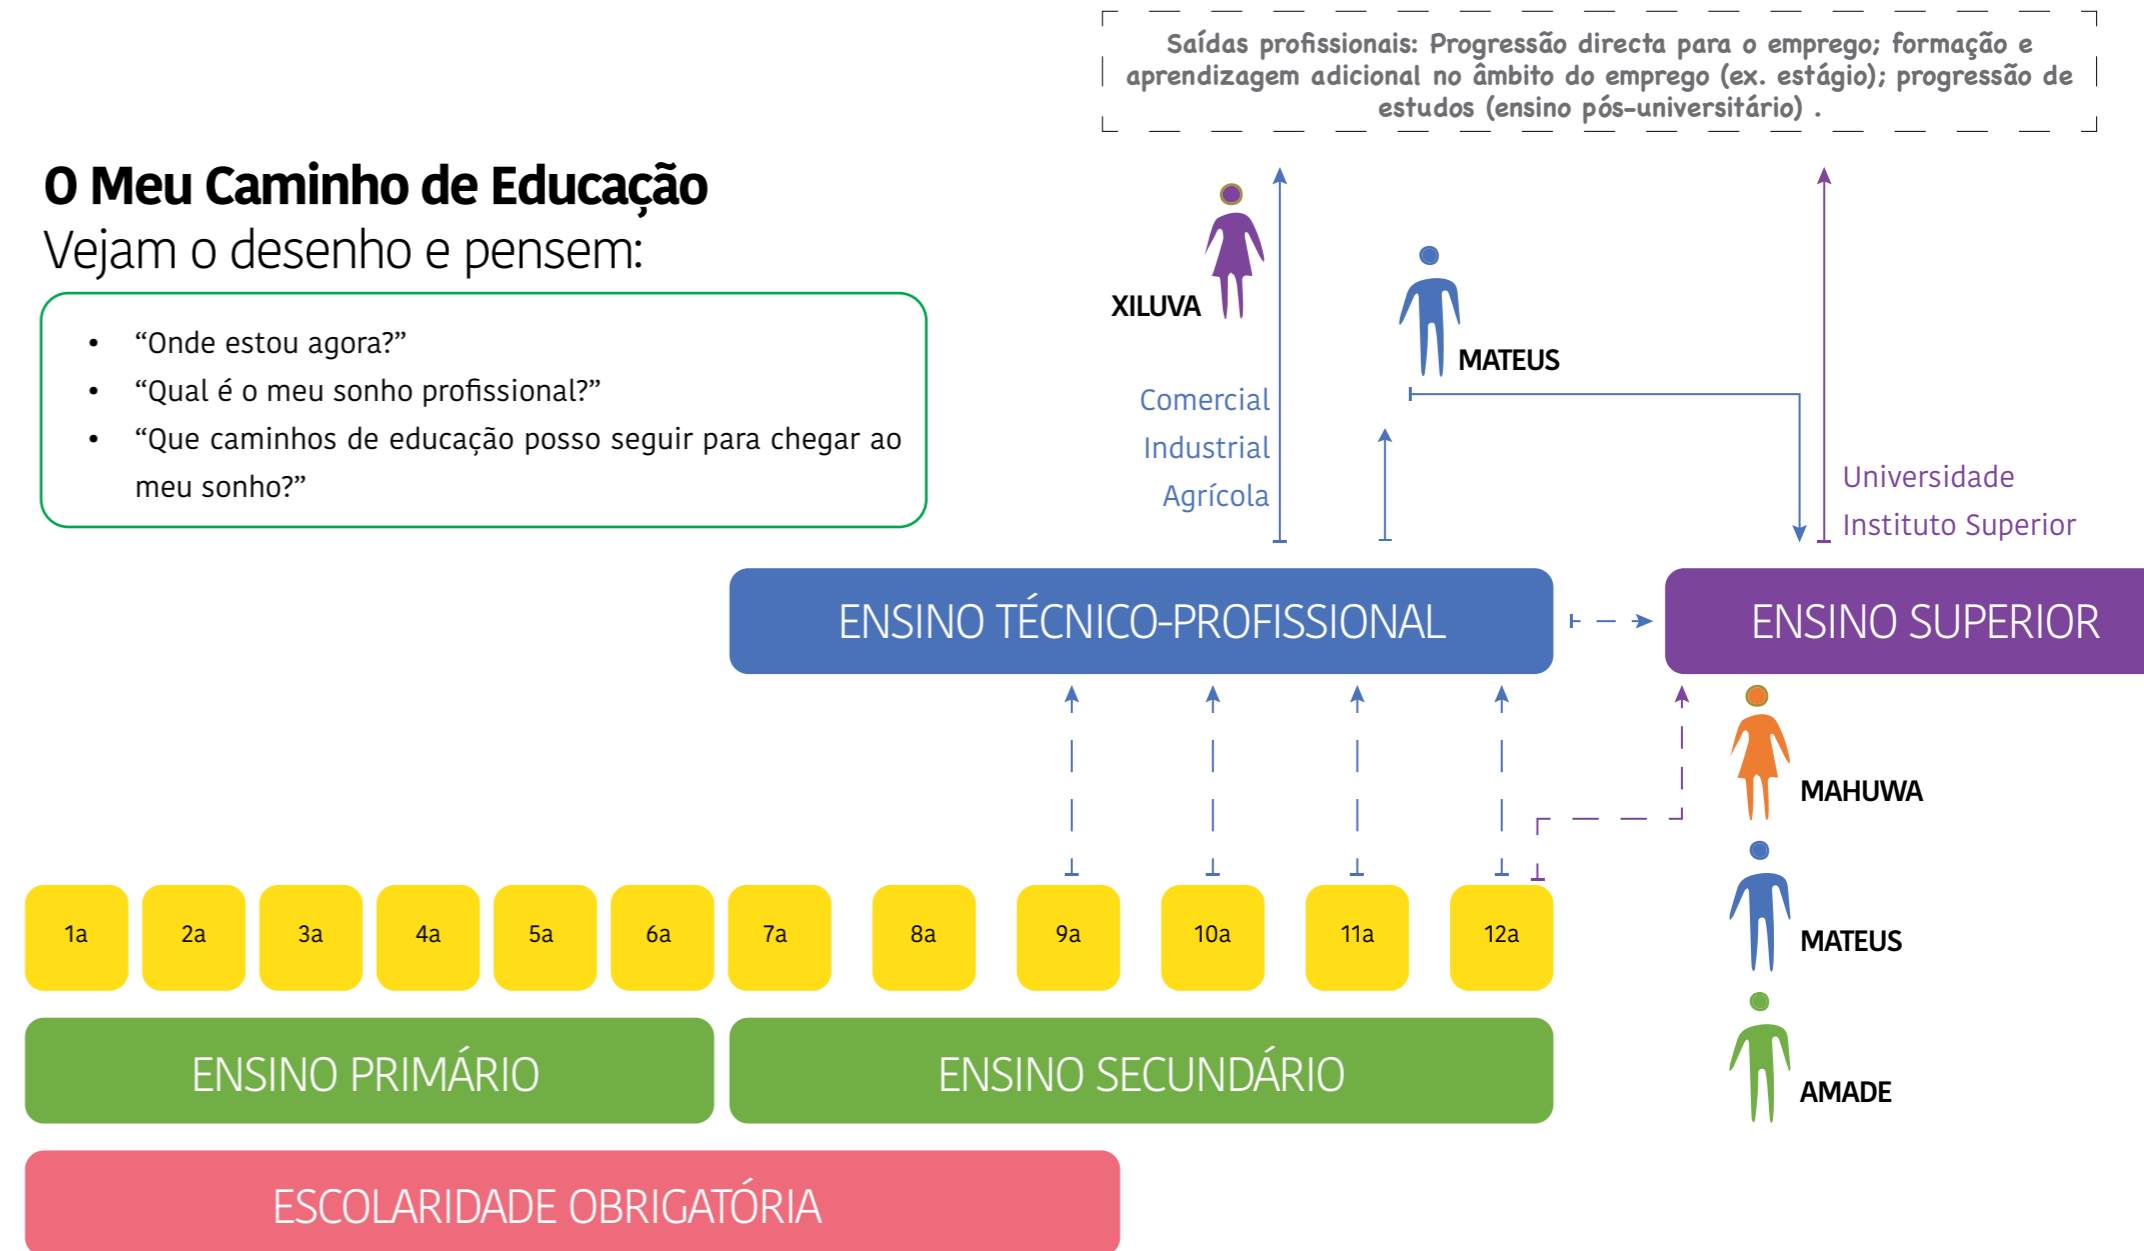 Saídas profissionais: Progressão directa para o emprego; formação e
aprendizagem adicional no âmbito do emprego (ex. estágio); progressão de
estudos (ensino pós-universitário) .
O Meu Caminho de Educação
Vejam o desenho e pensem:
• “Onde estou agora?”
• “Qual é o meu sonho profissional?”
• “Que caminhos de educação posso seguir para chegar ao
meu sonho?”
XILUVA
MATEUS
Comercial
Industrial
Agrícola
Universidade
Instituto Superior
ENSINO TÉCNICO-PROFISSIONAL
ENSINO SUPERIOR
MAHUWA
MATEUS
AMADE
1a
2a
3a
4a
5a
6a
7a
8a
9a
10a
11a
12a
ENSINO PRIMÁRIO
ENSINO SECUNDÁRIO
ESCOLARIDADE OBRIGATÓRIA